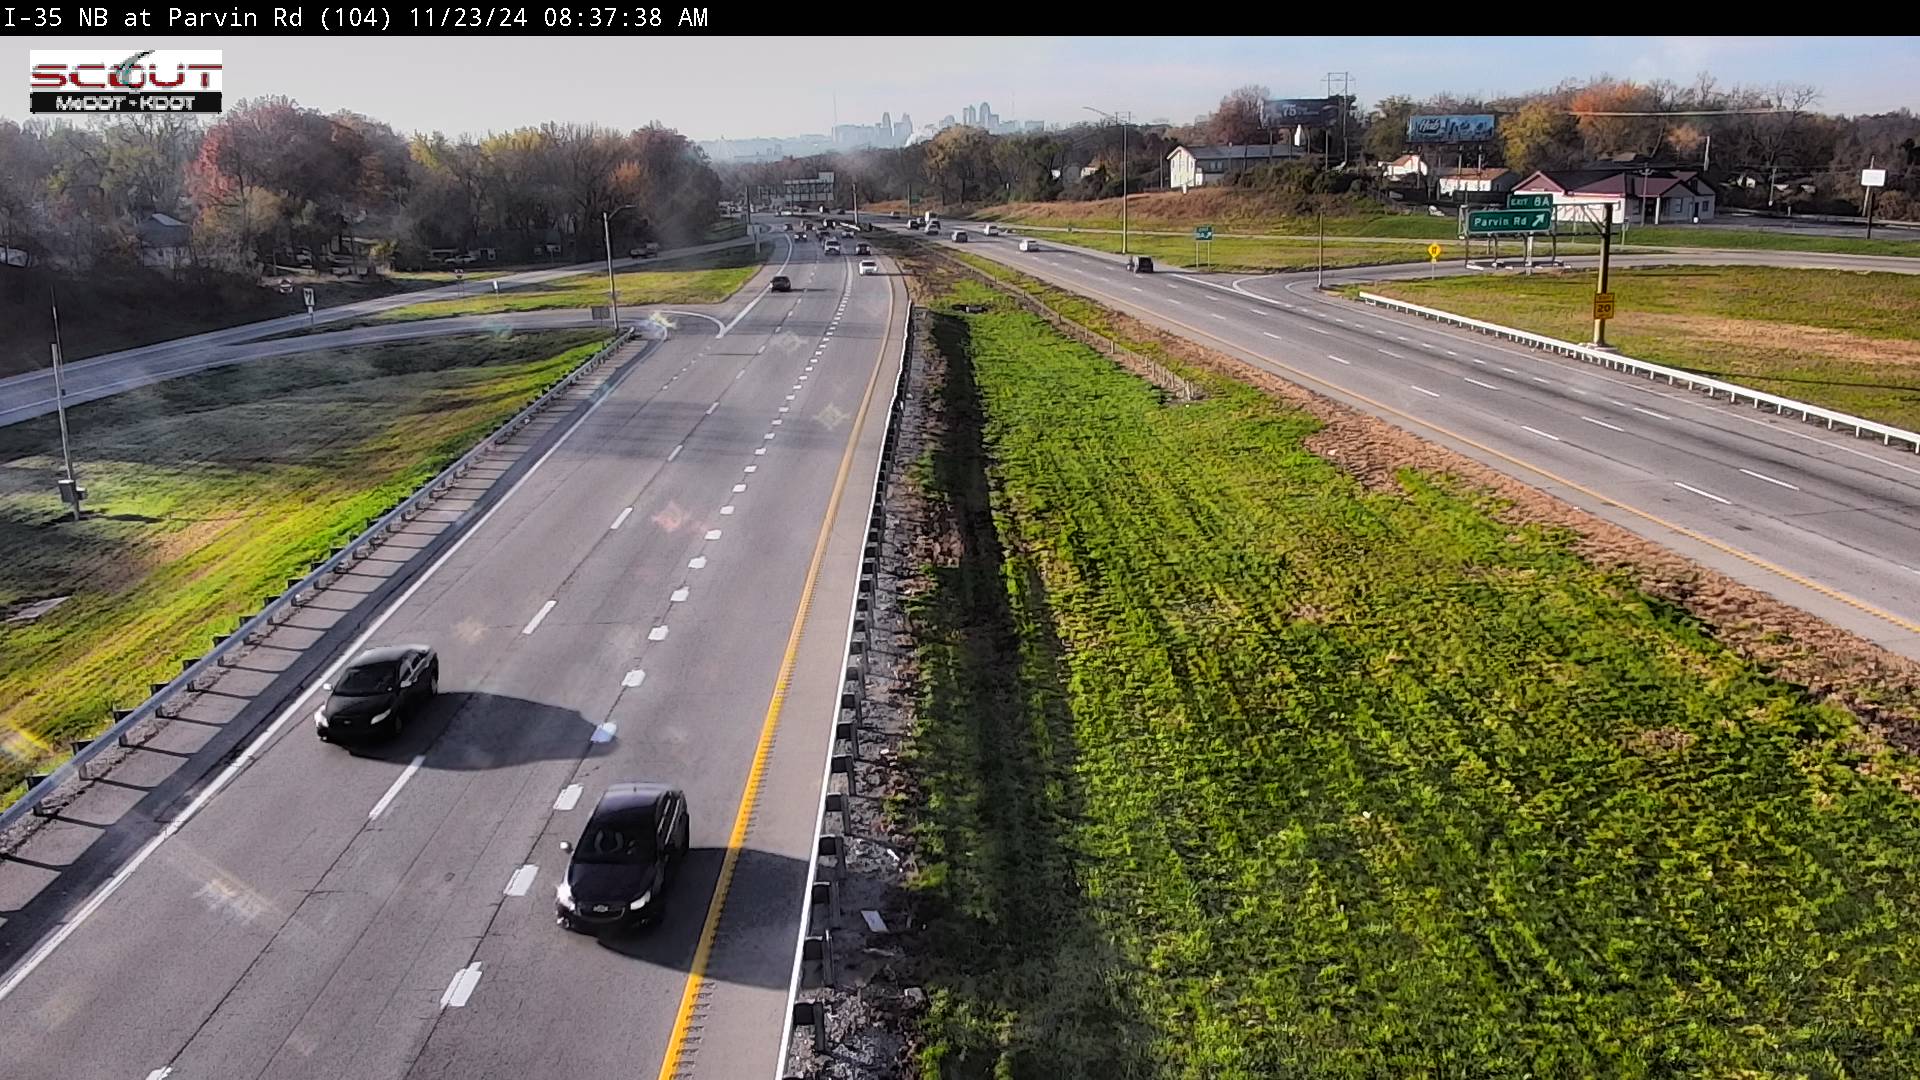 I-35 NB at Parvin Rd (104) 11/23/24 08:37:38 AM
SCOUT
MoDOT - KDOT
EXIT 8A
Parvin Rd
20